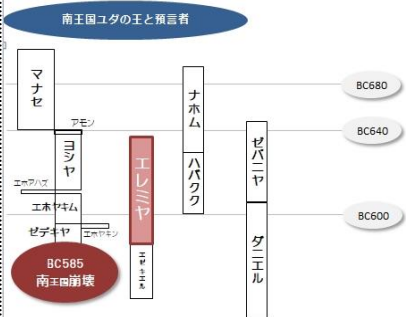 南王国ユダの王と預言者
マナセ
アモン
ヨシヤ
エホアハズ
エホヤキム
ゼデキヤ
エホヤキン
BC585
南王国崩壊
エレミヤ
エゼキエル
ナホム
ハバクク
ゼパニヤ
ダニエル
BC680
BC640
BC600